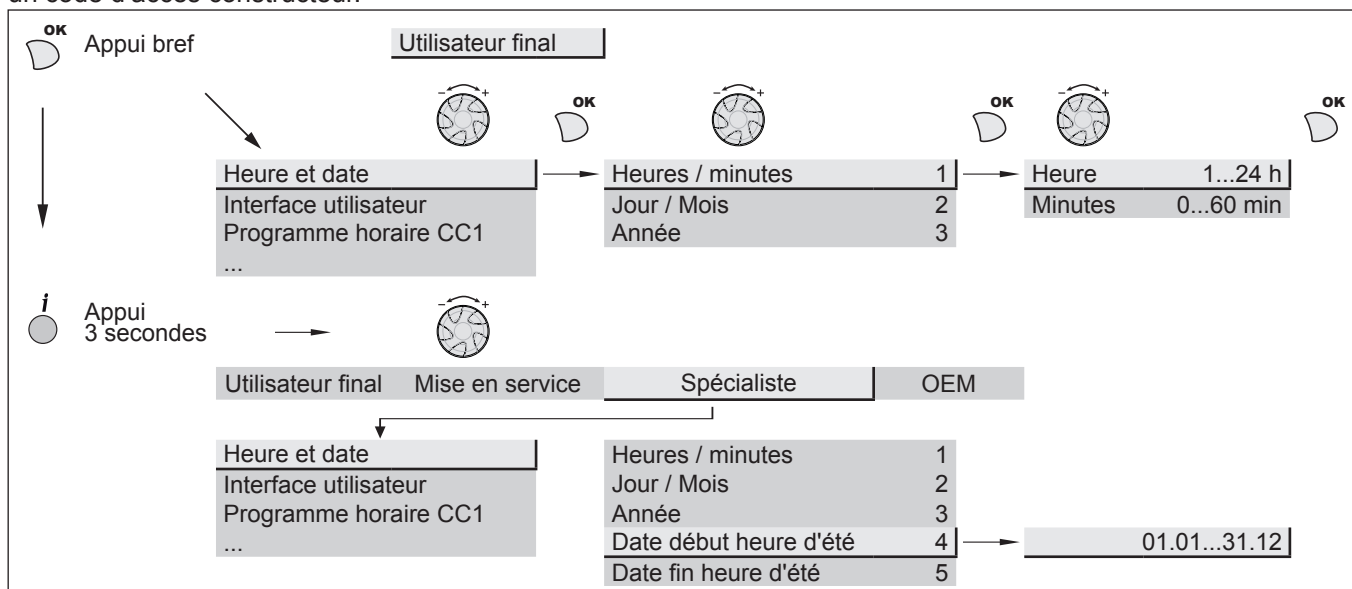 un code d'accès constructeur.
OK
Appui bref
Utilisateur final
- +
OK
- +
OK
- +
OK
Heure et date
Heures / minutes 1
Heure 1...24 h
Interface utilisateur
Jour / Mois 2
Minutes 0...60 min
Programme horaire CC1
Année 3
...
i
Appui
3 secondes
- +
Utilisateur final Mise en service Spécialiste OEM
Heure et date
Heures / minutes 1
Interface utilisateur
Jour / Mois 2
Programme horaire CC1
Année 3
...
Date début heure d'été 4
01.01...31.12
Date fin heure d'été 5